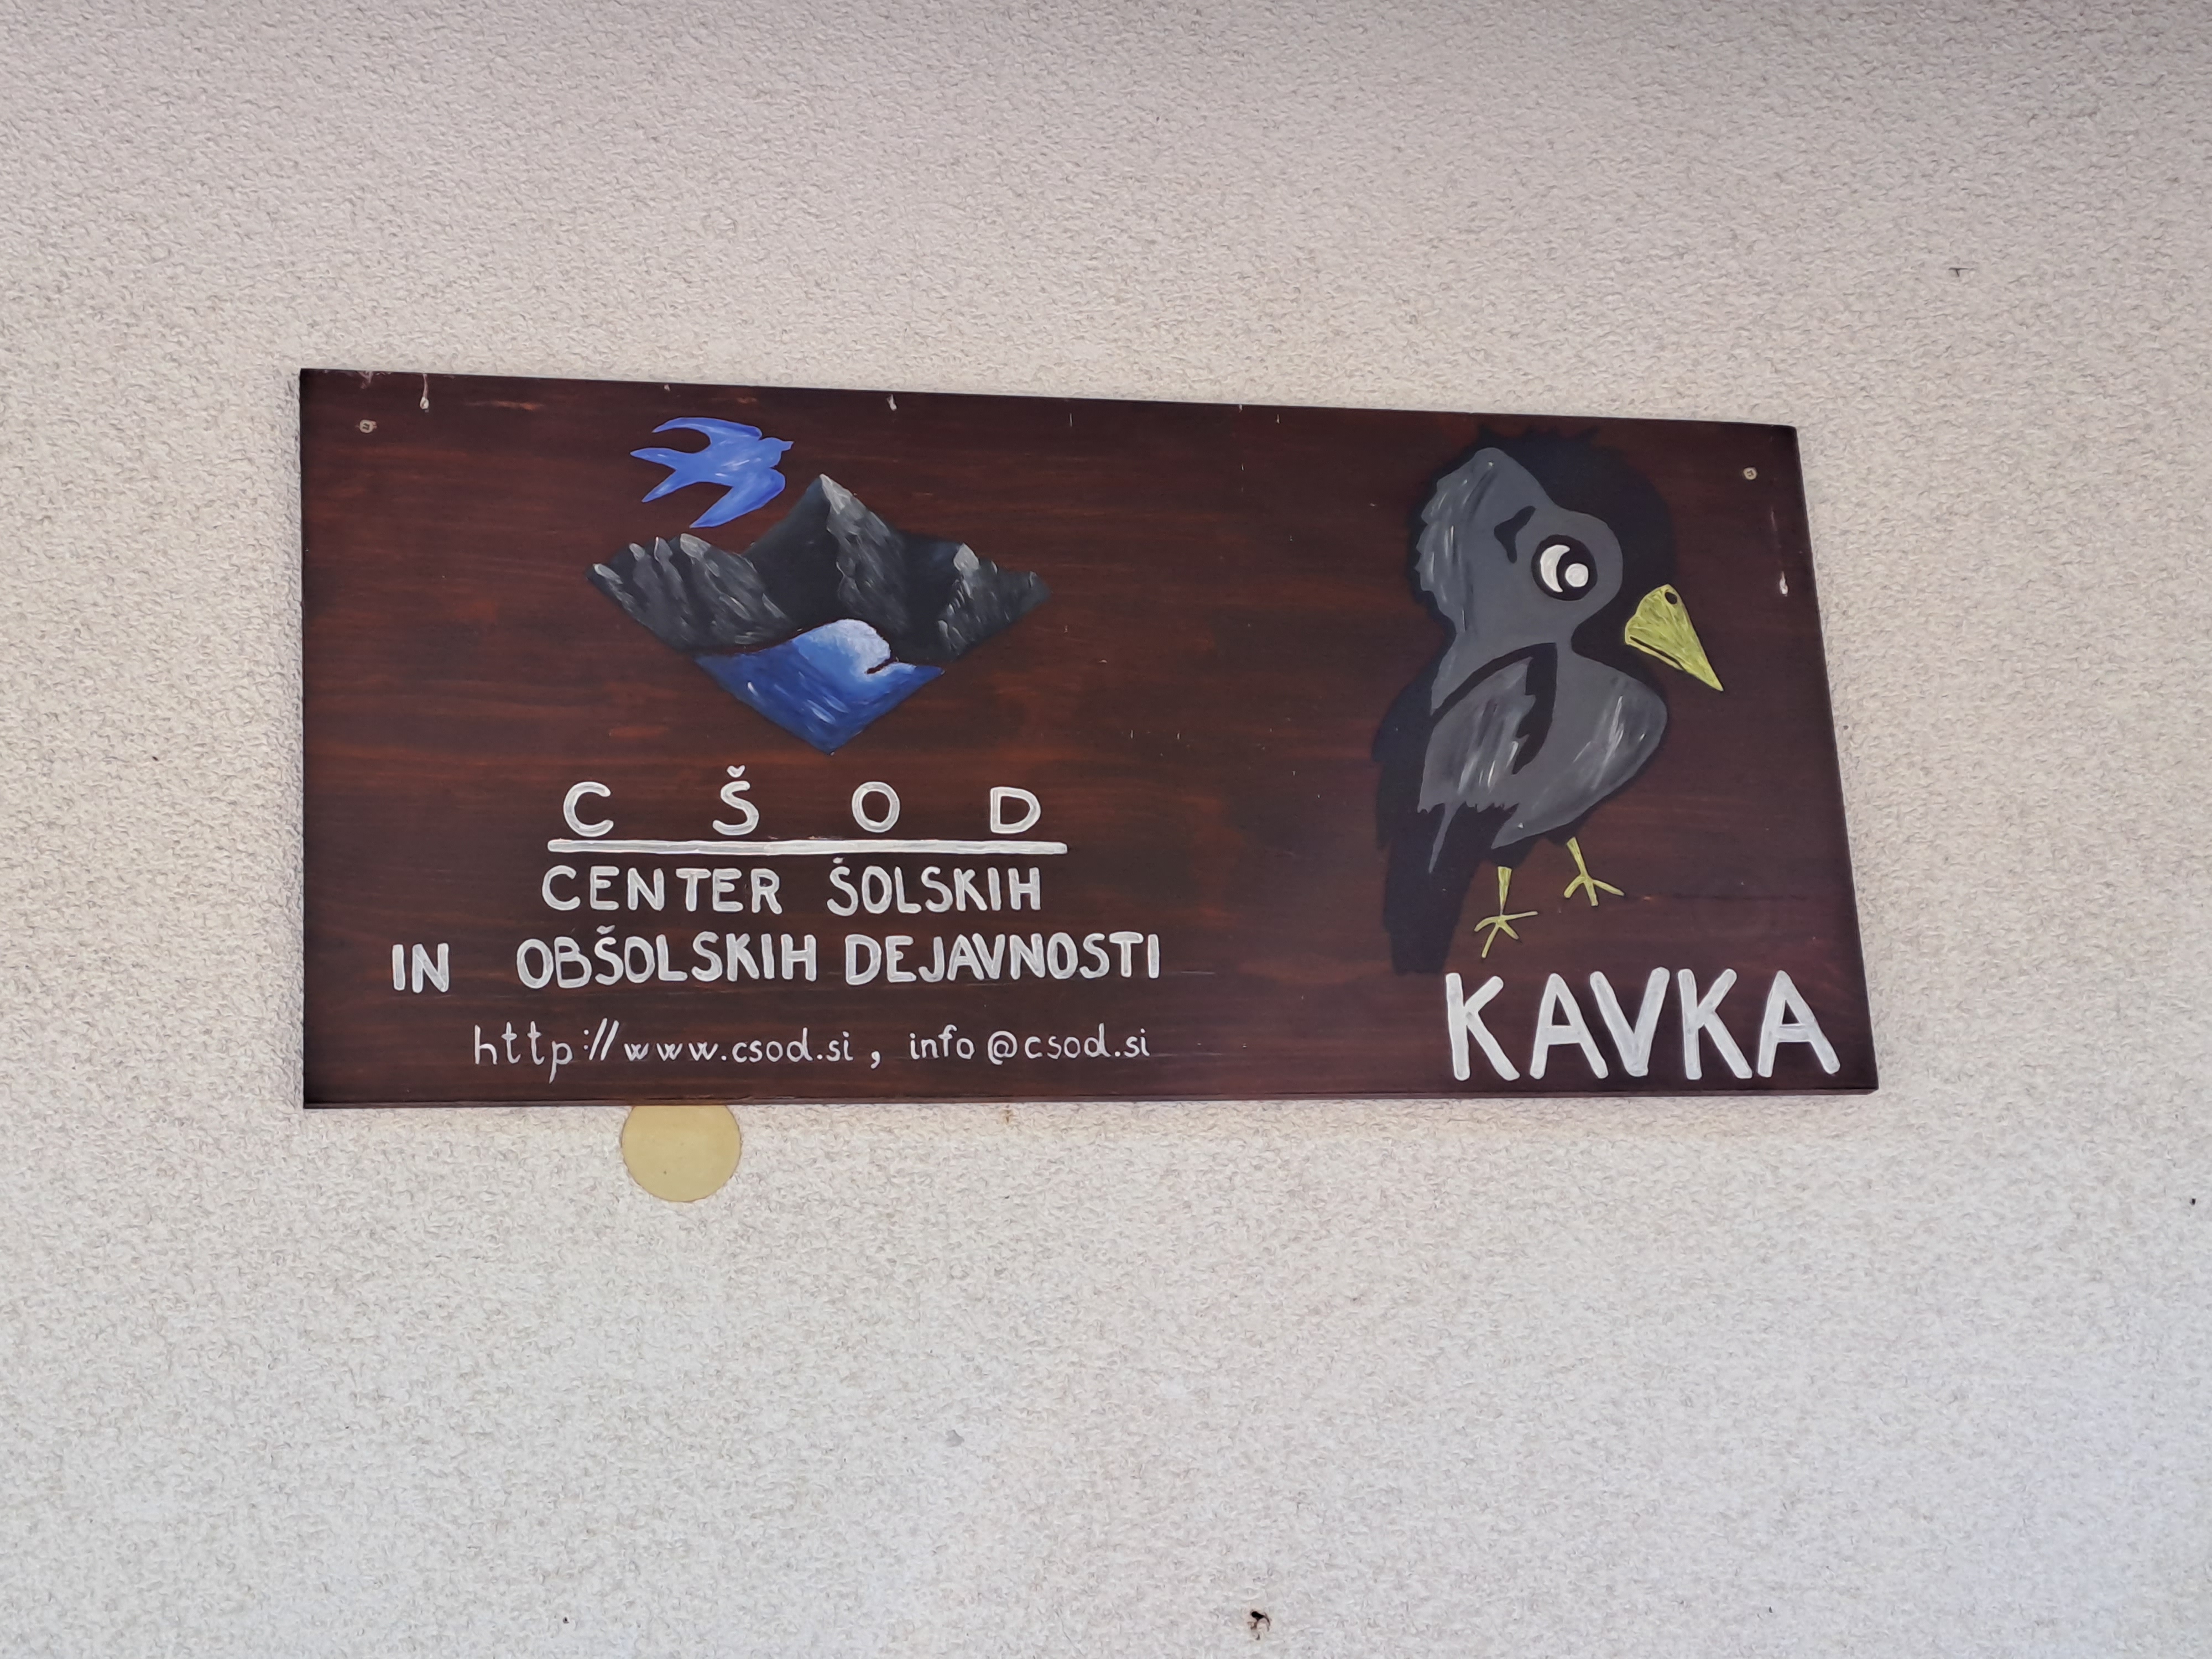 C Š O D
CENTER ŠOLSKIH
IN OBŠOLSKIH DEJAVNOSTI
http://www.csod.si, info@csod.si
KAVKA